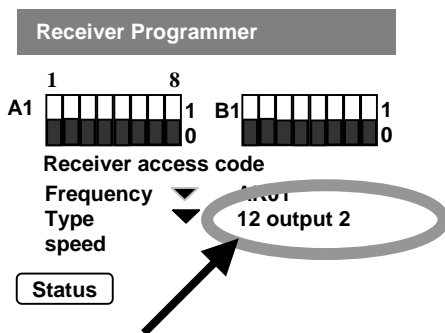 Receiver Programmer
1 8
A1 1 B1 1
0 0
Receiver access code
Frequency
Type 12 output 2
speed
Status